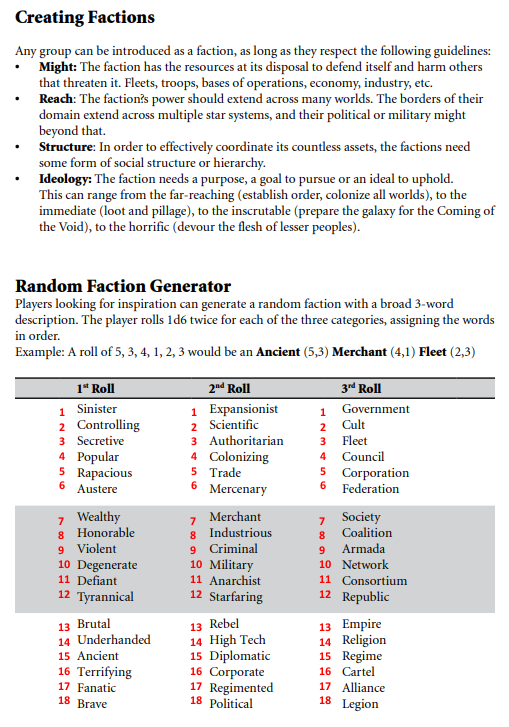 Creating Factions
Any group can be introduced as a faction, as long as they respect the following guidelines:
• Might: The faction has the resources at its disposal to defend itself and harm others
that threaten it. Fleets, troops, bases of operations, economy, industry, etc.
• Reach: The faction?s power should extend across many worlds. The borders of their
domain extend across multiple star systems, and their political or military might
beyond that.
• Structure: In order to effectively coordinate its countless assets, the factions need
some form of social structure or hierarchy.
• Ideology: The faction needs a purpose, a goal to pursue or an ideal to uphold.
This can range from the far-reaching (establish order, colonize all worlds), to the
immediate (loot and pillage), to the inscrutable (prepare the galaxy for the Coming of
the Void), to the horrific (devour the flesh of lesser peoples).
Random Faction Generator
Players looking for inspiration can generate a random faction with a broad 3-word
description. The player rolls 1d6 twice for each of the three categories, assigning the words
in order.
Example: A roll of 5, 3, 4, 1, 2, 3 would be an Ancient (5,3) Merchant (4,1) Fleet (2,3)
1st Roll 2nd Roll 3rd Roll
1 Sinister 1 Expansionist 1 Government
2 Controlling 2 Scientific 2 Cult
3 Secretive 3 Authoritarian 3 Fleet
4 Popular 4 Colonizing 4 Council
5 Rapacious 5 Trade 5 Corporation
6 Austere 6 Mercenary 6 Federation
7 Wealthy 7 Merchant 7 Society
8 Honorable 8 Industrious 8 Coalition
9 Violent 9 Criminal 9 Armada
10 Degenerate 10 Military 10 Network
11 Defiant 11 Anarchist 11 Consortium
12 Tyrannical 12 Starfaring 12 Republic
13 Brutal 13 Rebel 13 Empire
14 Underhanded 14 High Tech 14 Religion
15 Ancient 15 Diplomatic 15 Regime
16 Terrifying 16 Corporate 16 Cartel
17 Fanatic 17 Regimented 17 Alliance
18 Brave 18 Political 18 Legion